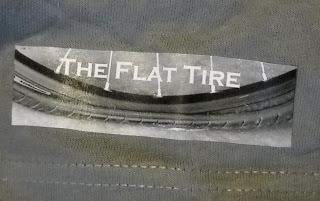 THE FLAT TIRE